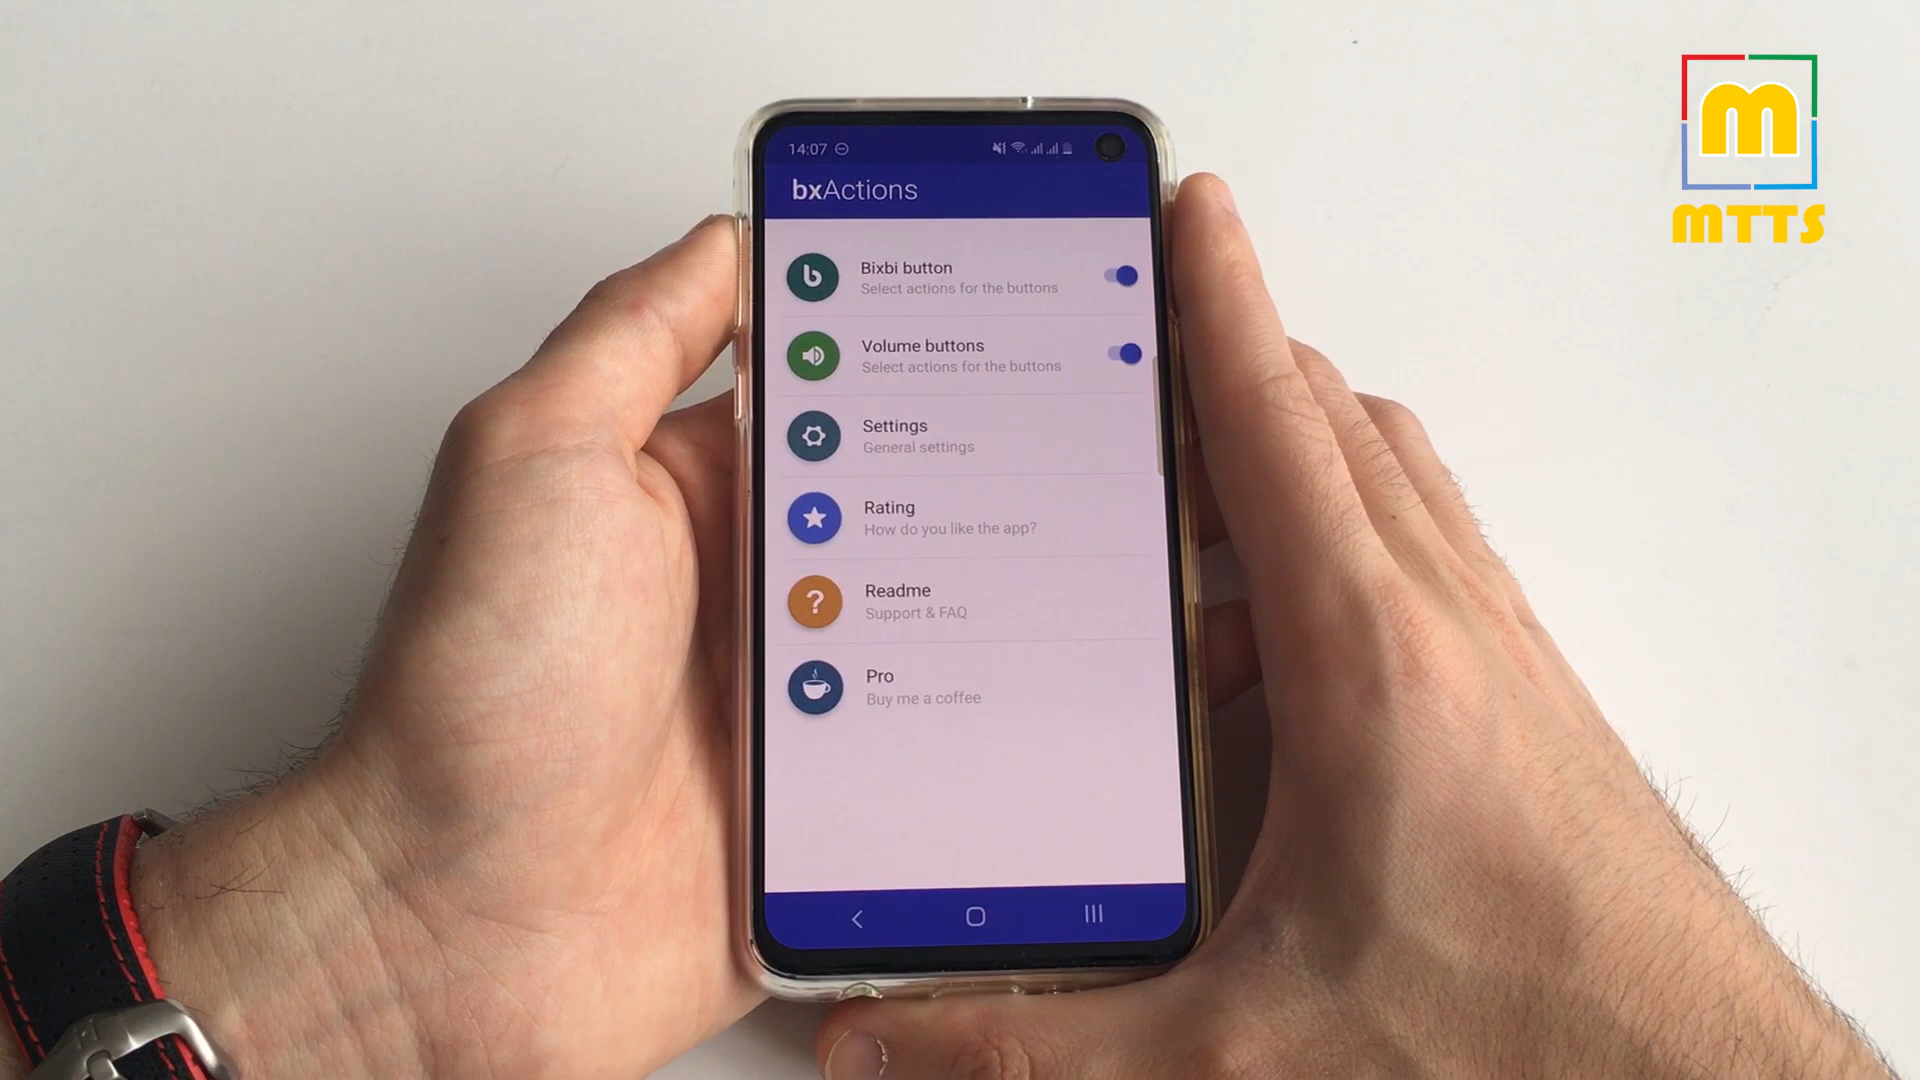 14:07
bxActions
Bixbi button
Select actions for the buttons
Volume buttons
Select actions for the buttons
Settings
General settings
Rating
How do you like the app?
Readme
Support & FAQ
Pro
Buy me a coffee
m
MTTS